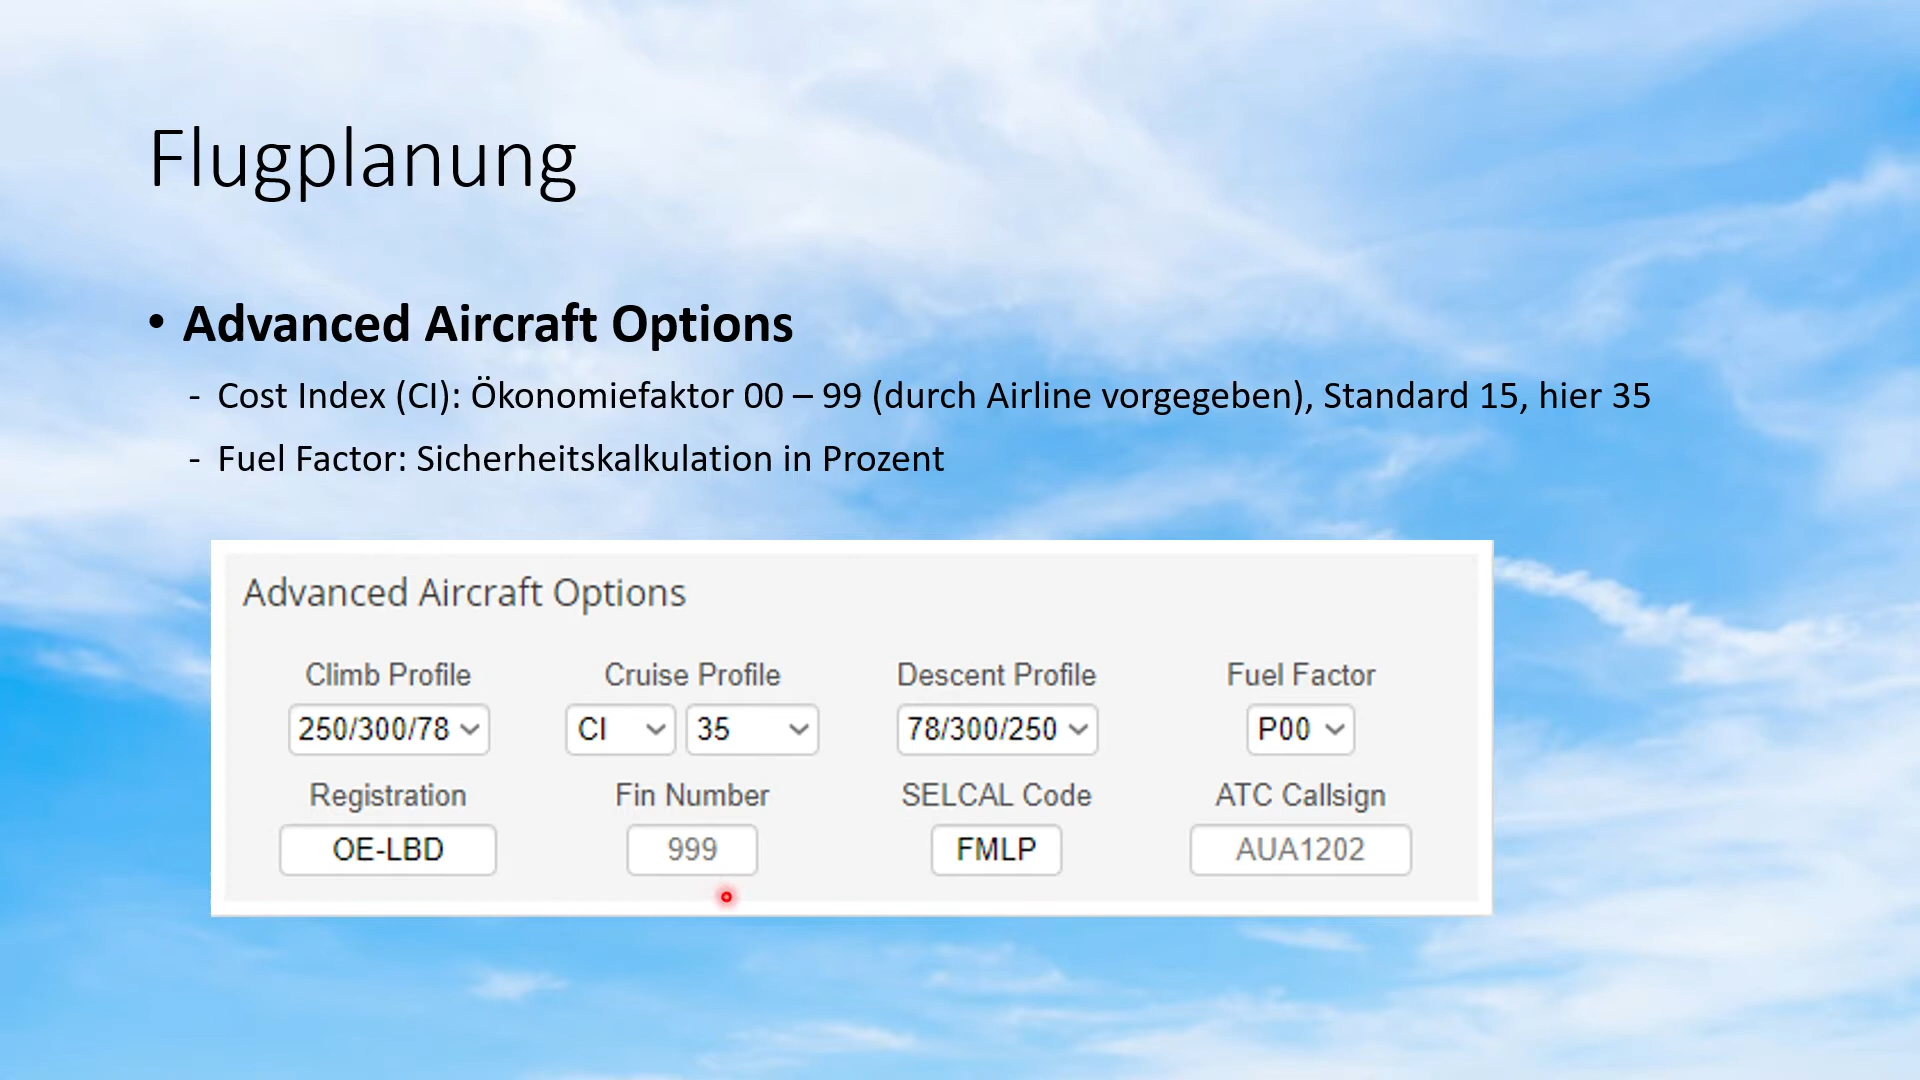 Flugplanung
• Advanced Aircraft Options
- Cost Index (CI): Ökonomiefaktor 00 – 99 (durch Airline vorgegeben), Standard 15, hier 35
- Fuel Factor: Sicherheitskalkulation in Prozent
Advanced Aircraft Options
Climb Profile Cruise Profile Descent Profile Fuel Factor
250/300/78 CI 35 78/300/250 P00
Registration Fin Number SELCAL Code ATC Callsign
OE-LBD 999 FMLP AUA1202